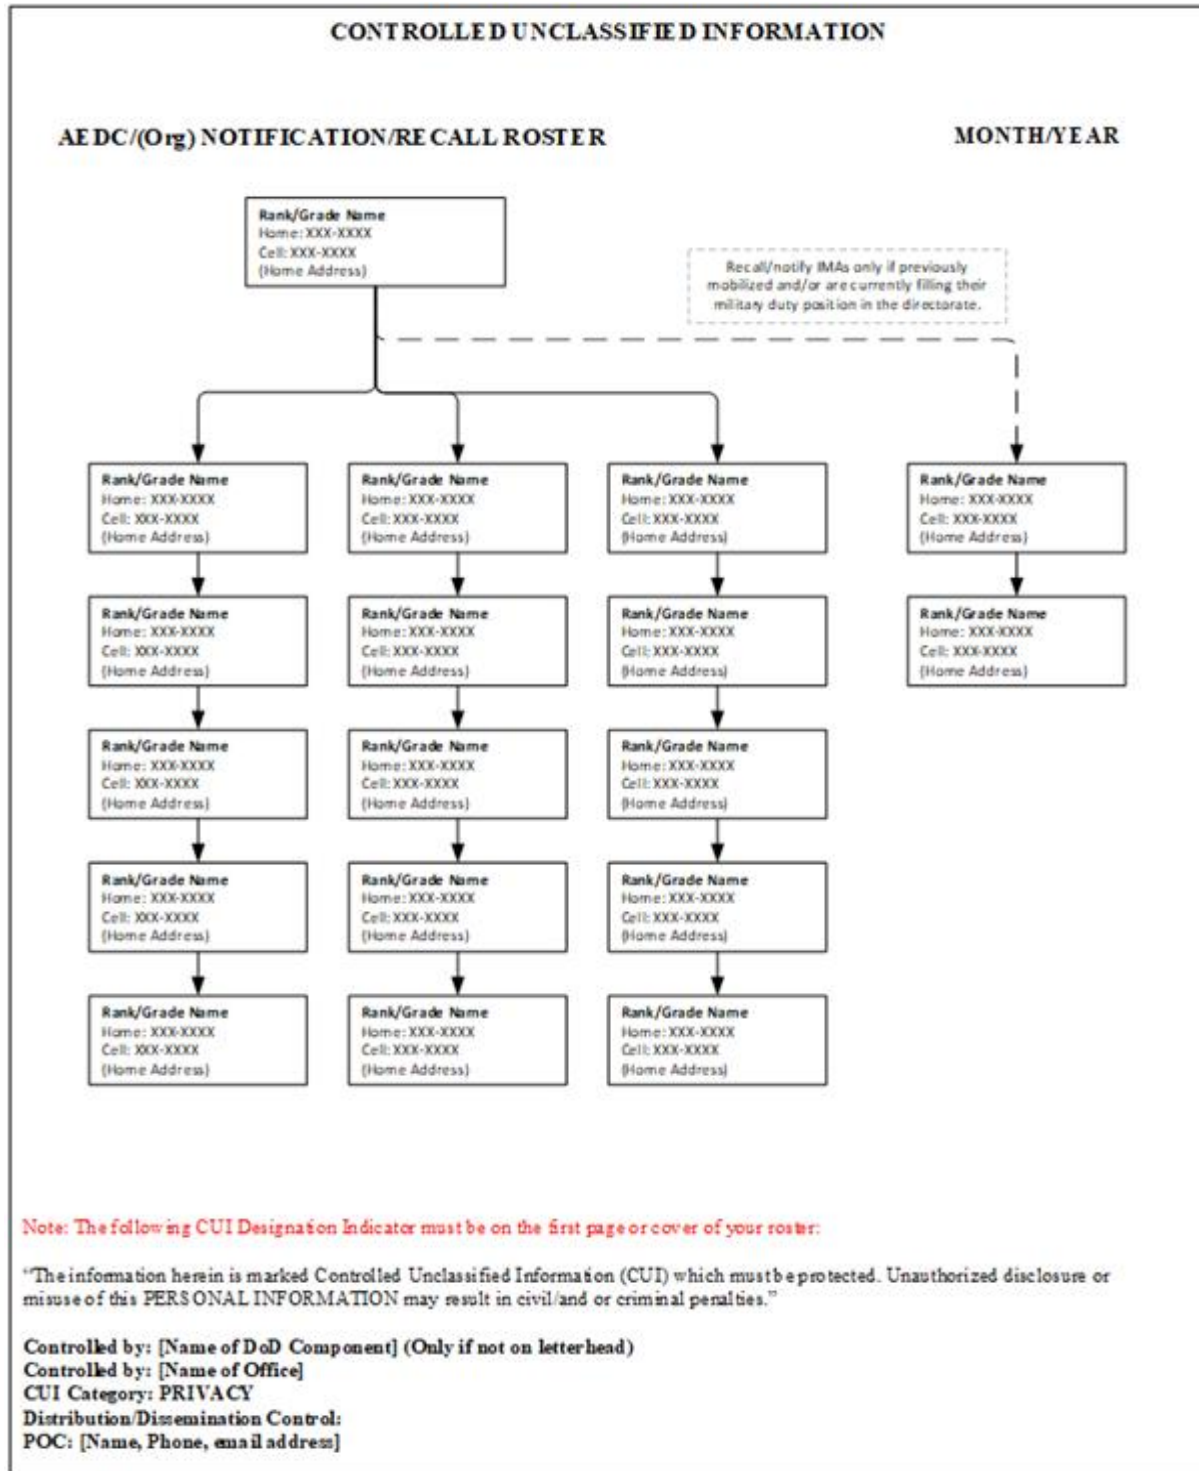 CONTROLLED UNCLASSIFIED INFORMATION
AEDC/(Org) NOTIFICATION/RECALL ROSTER
MONTH/YEAR
Rank/Grade Name
Home: XXX-XXXX
Cell: XXX-XXXX
(Home Address)
Recall/notify IMAs only if previously
mobilized and/or are currently filling their
military duty position in the directorate.
Rank/Grade Name
Home: XXX-XXXX
Cell: XXX-XXXX
(Home Address)
Rank/Grade Name
Home: XXX-XXXX
Cell: XXX-XXXX
(Home Address)
Rank/Grade Name
Home: XXX-XXXX
Cell: XXX-XXXX
(Home Address)
Rank/Grade Name
Home: XXX-XXXX
Cell: XXX-XXXX
(Home Address)
Rank/Grade Name
Home: XXX-XXXX
Cell: XXX-XXXX
(Home Address)
Rank/Grade Name
Home: XXX-XXXX
Cell: XXX-XXXX
(Home Address)
Rank/Grade Name
Home: XXX-XXXX
Cell: XXX-XXXX
(Home Address)
Rank/Grade Name
Home: XXX-XXXX
Cell: XXX-XXXX
(Home Address)
Rank/Grade Name
Home: XXX-XXXX
Cell: XXX-XXXX
(Home Address)
Rank/Grade Name
Home: XXX-XXXX
Cell: XXX-XXXX
(Home Address)
Rank/Grade Name
Home: XXX-XXXX
Cell: XXX-XXXX
(Home Address)
Rank/Grade Name
Home: XXX-XXXX
Cell: XXX-XXXX
(Home Address)
Rank/Grade Name
Home: XXX-XXXX
Cell: XXX-XXXX
(Home Address)
Rank/Grade Name
Home: XXX-XXXX
Cell: XXX-XXXX
(Home Address)
Rank/Grade Name
Home: XXX-XXXX
Cell: XXX-XXXX
(Home Address)
Rank/Grade Name
Home: XXX-XXXX
Cell: XXX-XXXX
(Home Address)
Rank/Grade Name
Home: XXX-XXXX
Cell: XXX-XXXX
(Home Address)
Note: The following CUI Designation Indicator must be on the first page or cover of your roster:
“The information herein is marked Controlled Unclassified Information (CUI) which must be protected. Unauthorized disclosure or
misuse of this PERSONAL INFORMATION may result in civil/and or criminal penalties.”
Controlled by: [Name of DoD Component] (Only if not on letterhead)
Controlled by: [Name of Office]
CUI Category: PRIVACY
Distribution/Dissemination Control:
POC: [Name, Phone, email address]